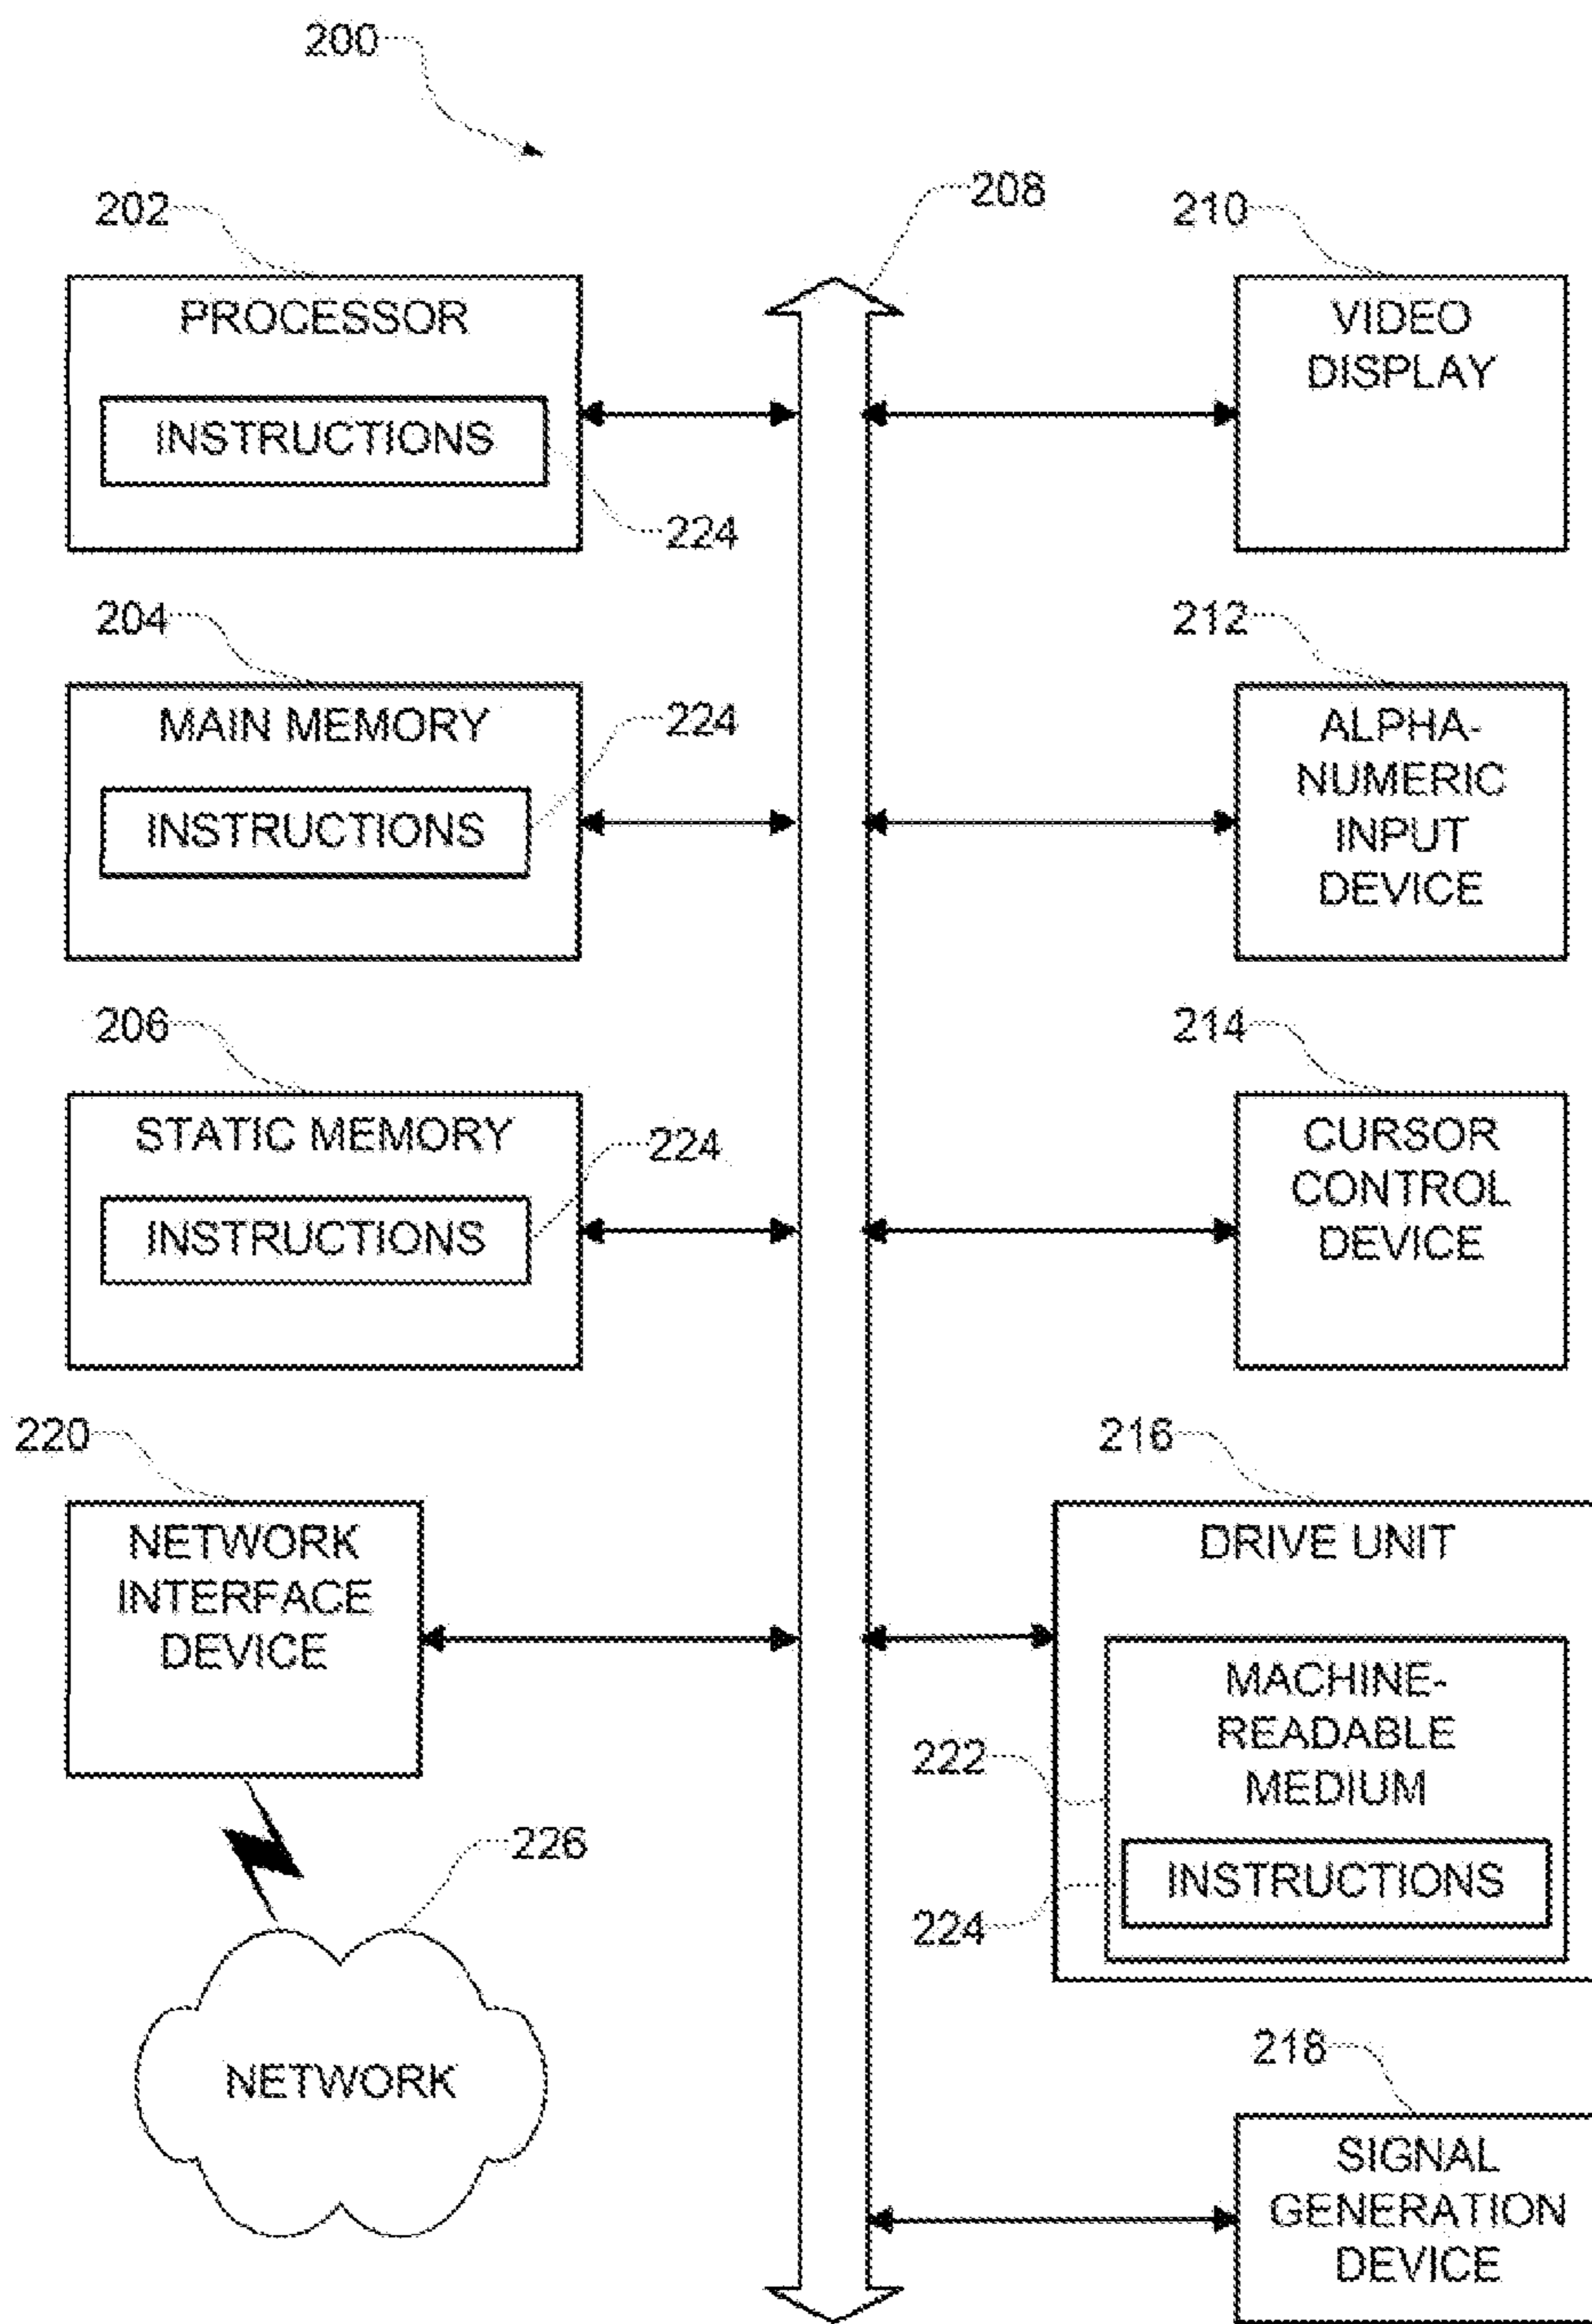 200
202
PROCESSOR
INSTRUCTIONS
224
204
MAIN MEMORY
224
INSTRUCTIONS
206
STATIC MEMORY
224
INSTRUCTIONS
220
NETWORK
INTERFACE
DEVICE
226
NETWORK
208
210
VIDEO
DISPLAY
212
ALPHA-
NUMERIC
INPUT
DEVICE
214
CURSOR
CONTROL
DEVICE
216
DRIVE UNIT
MACHINE-
READABLE
MEDIUM
222
INSTRUCTIONS
224
218
SIGNAL
GENERATION
DEVICE